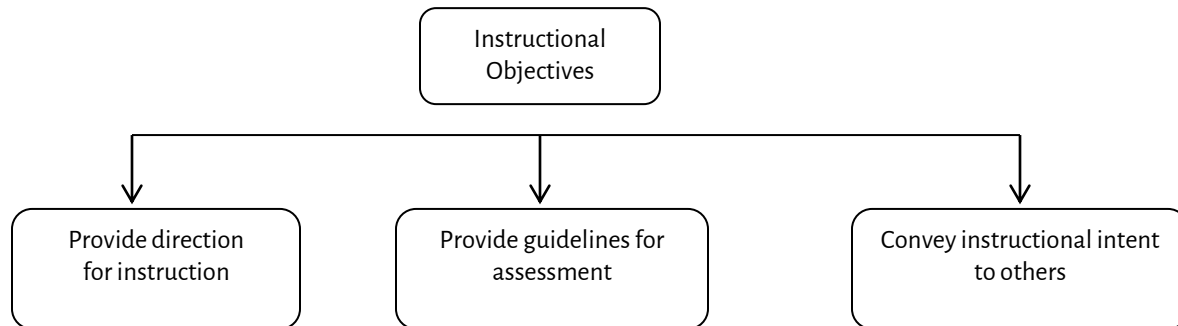 Instructional
Objectives
Provide direction
for instruction
Provide guidelines for
assessment
Convey instructional intent
to others